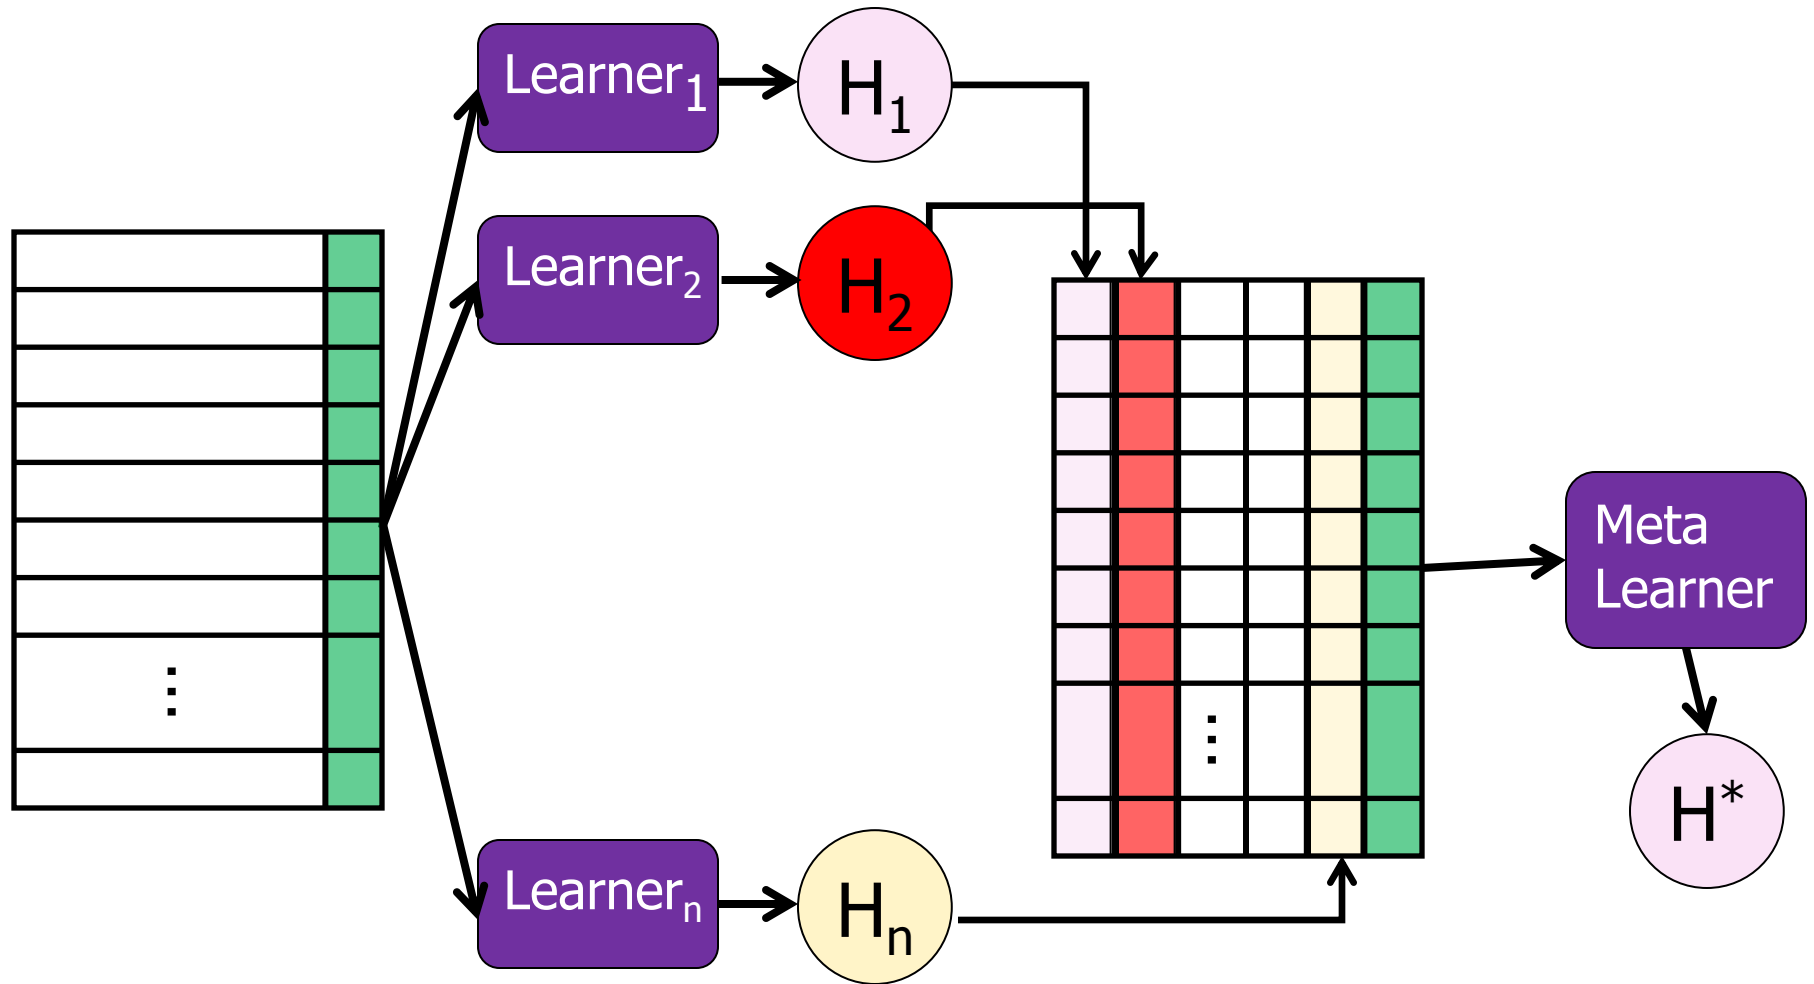 Learner₁
H₁
Learner₂
H₂
⋮
⋮
Meta
Learner
H*
Learnerₙ
Hₙ